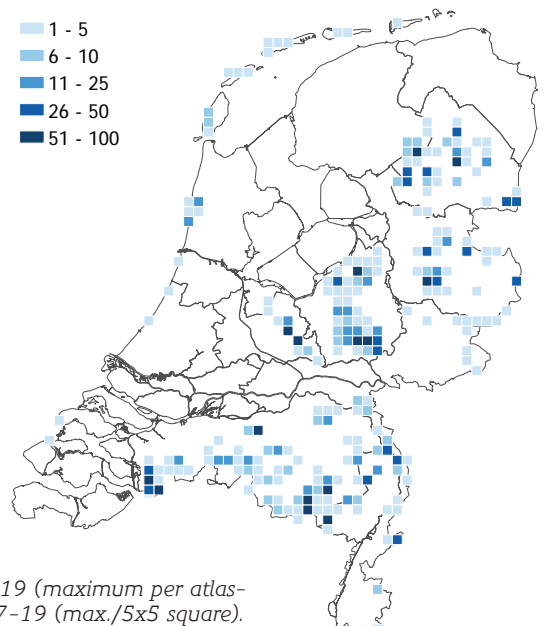 1 - 5
6 - 10
11 - 25
26 - 50
51 - 100
19 (maximum per atlas-
7-19 (max./5x5 square).